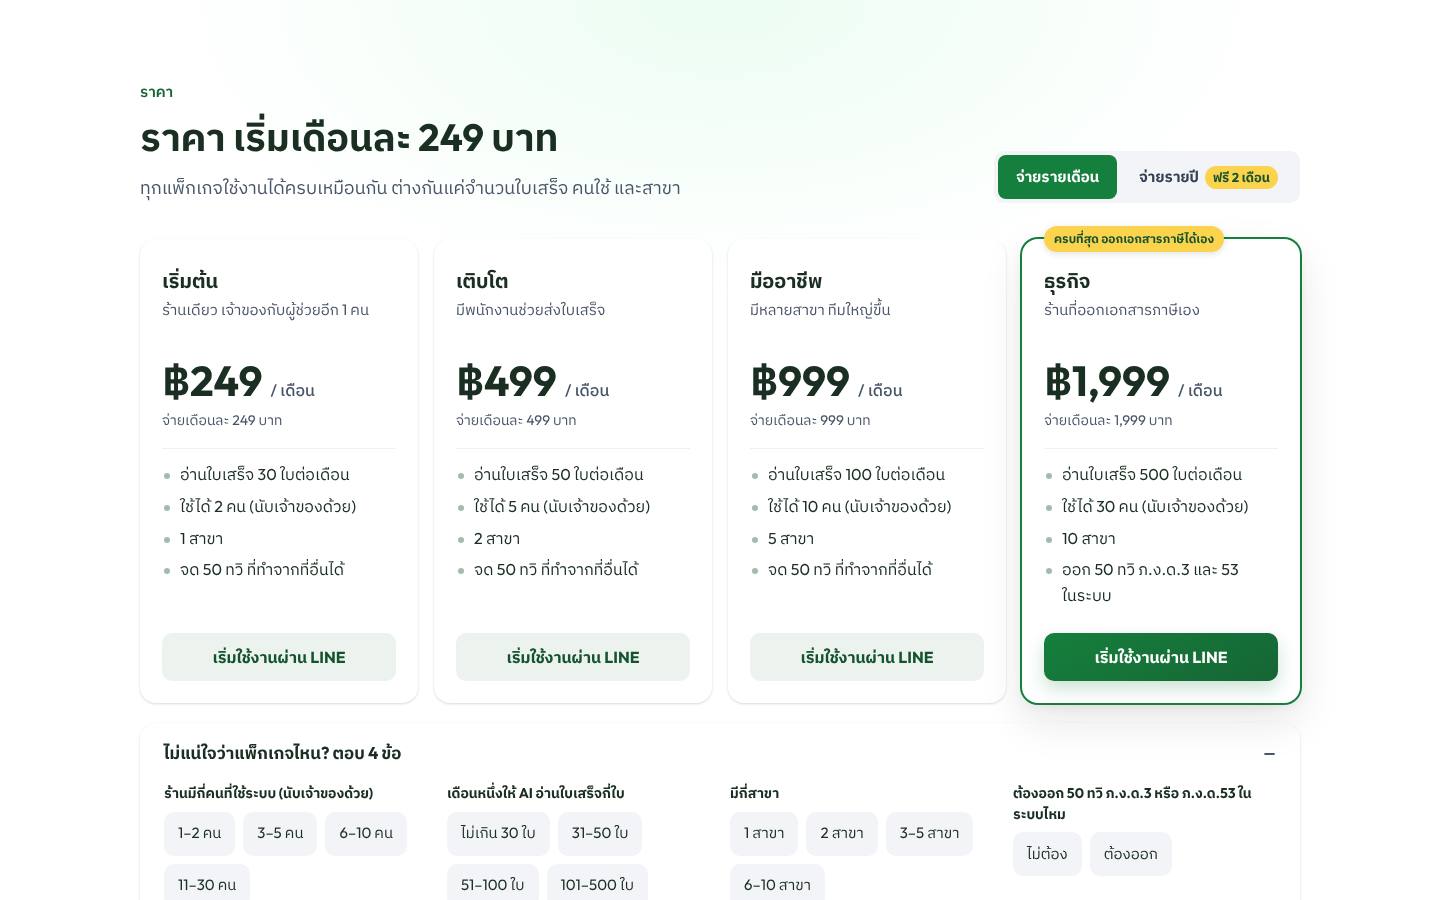 ราคา
ราคา เริ่มเดือนละ 249 บาท
ทุกแพ็กเกจใช้งานได้ครบเหมือนกัน ต่างกันแค่จำนวนใบเสร็จ คนใช้ และสาขา
จ่ายรายเดือน
จ่ายรายปี ฟรี 2 เดือน
เริ่มต้น
ร้านเดียว เจ้าของกับผู้ช่วยอีก 1 คน
฿249 / เดือน
จ่ายเดือนละ 249 บาท
อ่านใบเสร็จ 30 ใบต่อเดือน
ใช้ได้ 2 คน (นับเจ้าของด้วย)
1 สาขา
จด 50 ทวิ ที่ทำจากที่อื่นได้
เริ่มใช้งานผ่าน LINE
เติบโต
มีพนักงานช่วยส่งใบเสร็จ
฿499 / เดือน
จ่ายเดือนละ 499 บาท
อ่านใบเสร็จ 50 ใบต่อเดือน
ใช้ได้ 5 คน (นับเจ้าของด้วย)
2 สาขา
จด 50 ทวิ ที่ทำจากที่อื่นได้
เริ่มใช้งานผ่าน LINE
มืออาชีพ
มีหลายสาขา ทีมใหญ่ขึ้น
฿999 / เดือน
จ่ายเดือนละ 999 บาท
อ่านใบเสร็จ 100 ใบต่อเดือน
ใช้ได้ 10 คน (นับเจ้าของด้วย)
5 สาขา
จด 50 ทวิ ที่ทำจากที่อื่นได้
เริ่มใช้งานผ่าน LINE
ครบที่สุด ออกเอกสารภาษีได้เอง
ธุรกิจ
ร้านที่ออกเอกสารภาษีเอง
฿1,999 / เดือน
จ่ายเดือนละ 1,999 บาท
อ่านใบเสร็จ 500 ใบต่อเดือน
ใช้ได้ 30 คน (นับเจ้าของด้วย)
10 สาขา
ออก 50 ทวิ ภ.ง.ด.3 และ 53
ในระบบ
เริ่มใช้งานผ่าน LINE
ไม่แน่ใจว่าแพ็กเกจไหน? ตอบ 4 ข้อ
ร้านมีกี่คนที่ใช้ระบบ (นับเจ้าของด้วย)
1–2 คน
3–5 คน
6–10 คน
11–30 คน
เดือนหนึ่งให้ AI อ่านใบเสร็จกี่ใบ
ไม่เกิน 30 ใบ
31–50 ใบ
51–100 ใบ
101–500 ใบ
มีกี่สาขา
1 สาขา
2 สาขา
3–5 สาขา
6–10 สาขา
ต้องออก 50 ทวิ ภ.ง.ด.3 หรือ ภ.ง.ด.53 ใน
ระบบไหม
ไม่ต้อง
ต้องออก